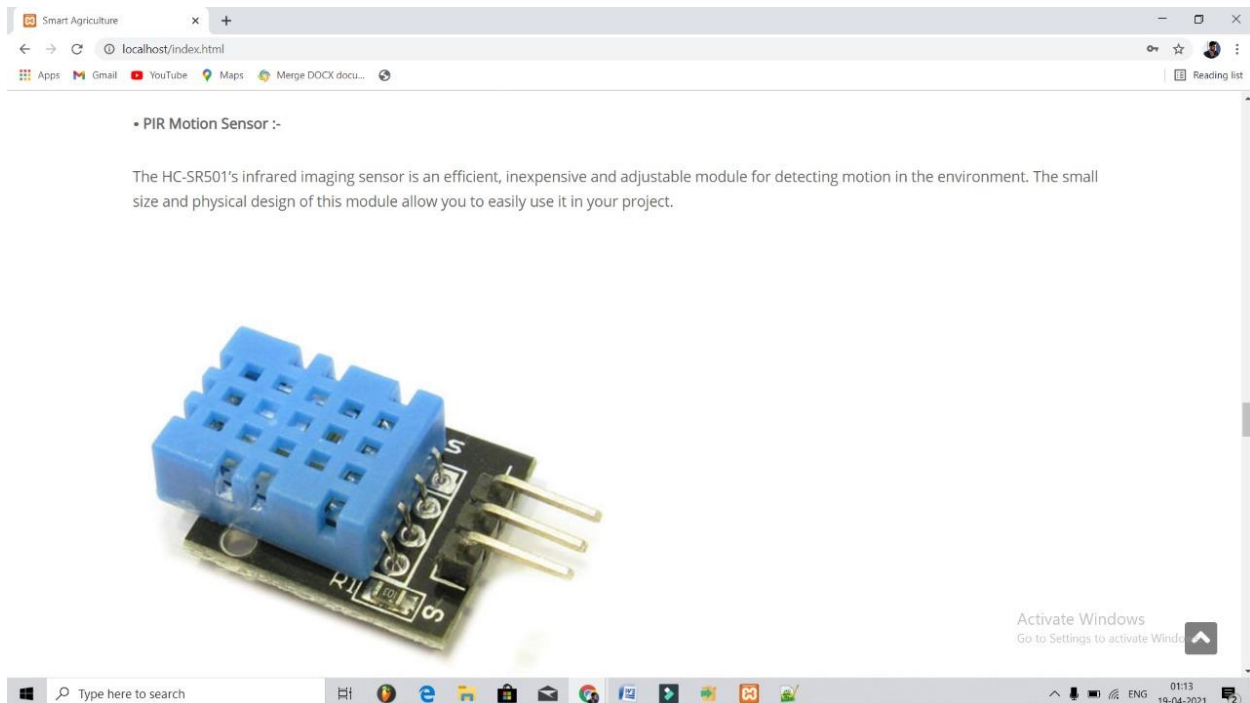 Smart Agriculture
localhost/index.html
Apps Gmail YouTube Maps Merge DOCX docu... Reading list
• PIR Motion Sensor :-
The HC-SR501's infrared imaging sensor is an efficient, inexpensive and adjustable module for detecting motion in the environment. The small
size and physical design of this module allow you to easily use it in your project.
S
R1
103
S
Activate Windows
Go to Settings to activate Windo
Type here to search
ENG
01:13
19-04-2021
2